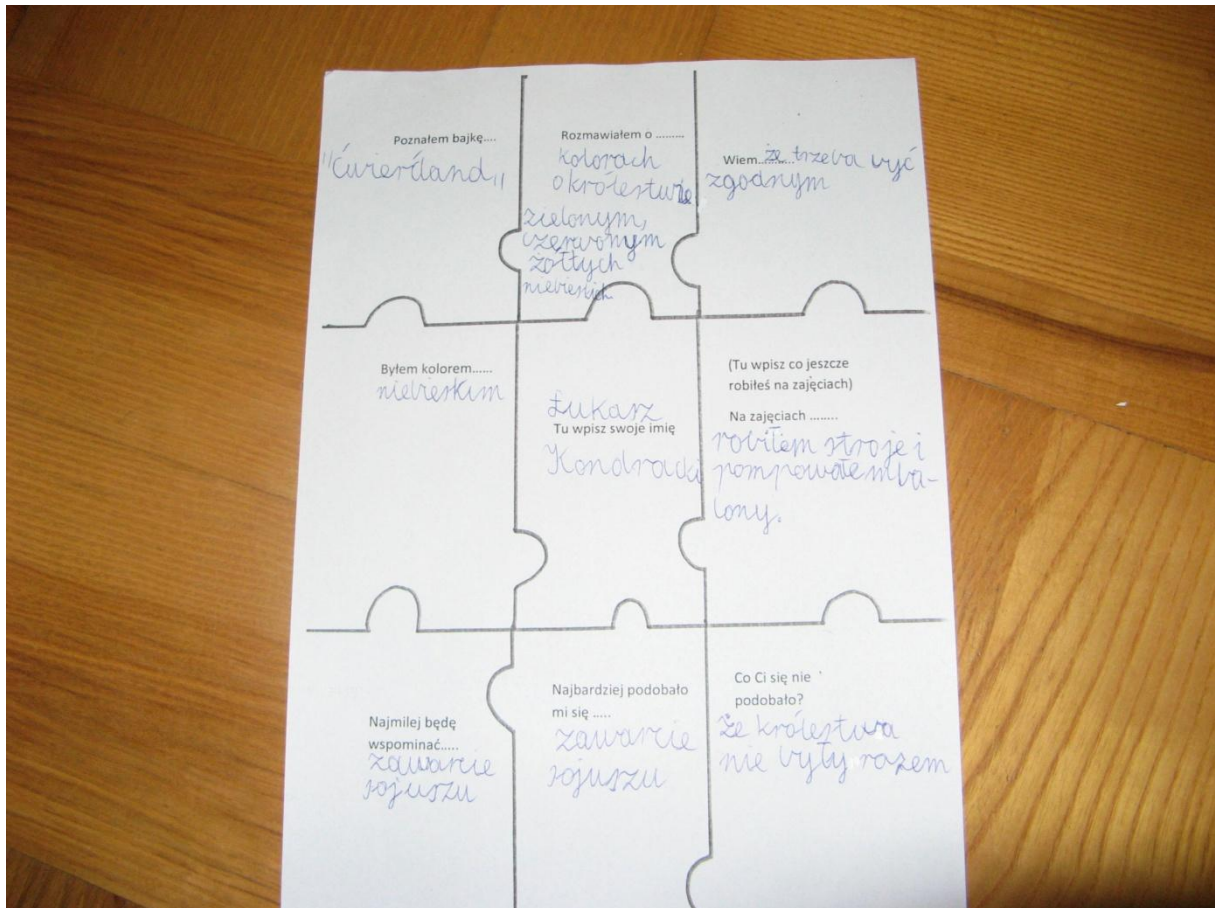 Poznałem bajkę....
"Ćwierćland"
Rozmawiałem o .........
kolorach
o królestwie
zielonym,
czerwonym
żółtych
niebieskich
Wiem.......... że trzeba być
zgodnym
Byłem kolorem......
niebieskim
Łukasz
Tu wpisz swoje imię
Kondracki
(Tu wpisz co jeszcze
robiłeś na zajęciach)
Na zajęciach ........
robiłem stroje i
pompowałem ba-
lony.
Najmilej będę
wspominać.....
zawarcie
sojuszu
Najbardziej podobało
mi się .....
zawarcie
sojuszu
Co Ci się nie
podobało?
że królestwa
nie były razem